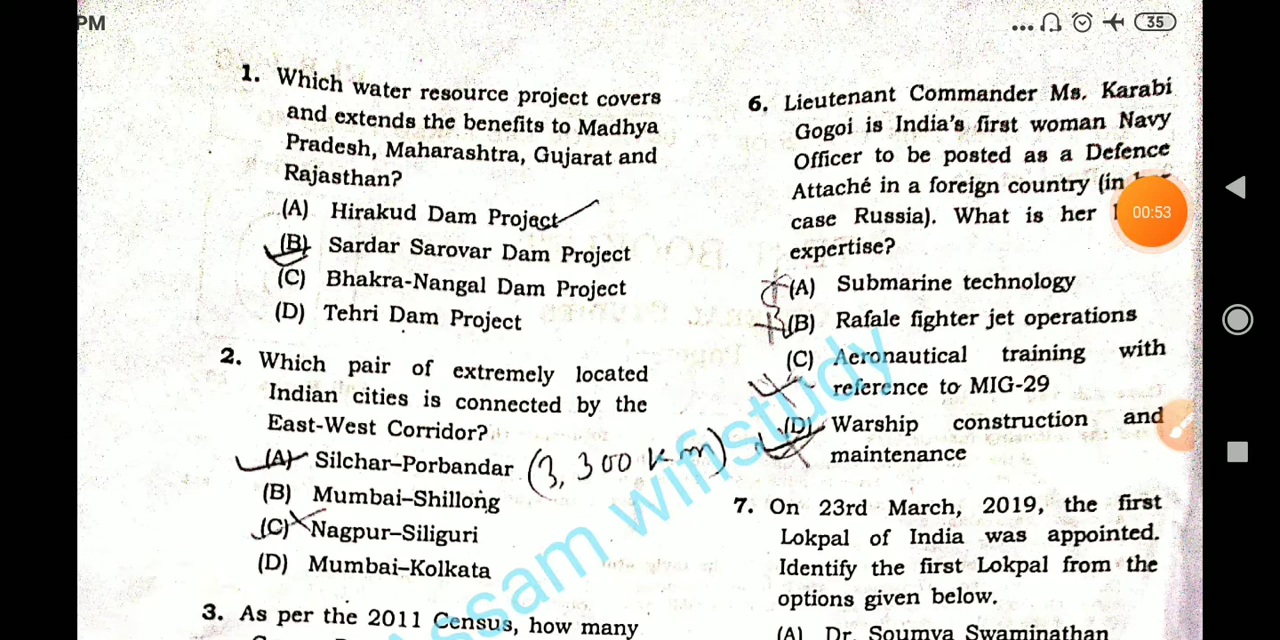 PM
35
1. Which water resource project covers
and extends the benefits to Madhya
Pradesh, Maharashtra, Gujarat and
Rajasthan?
(A) Hirakud Dam Project
(B) Sardar Sarovar Dam Project
(C) Bhakra-Nangal Dam Project
(D) Tehri Dam Project
2. Which pair of extremely located
Indian cities is connected by the
East-West Corridor?
(A) Silchar–Porbandar (3,300 km)
(B) Mumbai–Shillong
(C) Nagpur–Siliguri
(D) Mumbai–Kolkata
3. As per the 2011 Census, how many
6. Lieutenant Commander Ms. Karabi
Gogoi is India's first woman Navy
Officer to be posted as a Defence
Attaché in a foreign country (in
case Russia). What is her
expertise?
00:53
(A) Submarine technology
(B) Rafale fighter jet operations
(C) Aeronautical training with
reference to MIG-29
(D) Warship construction and
maintenance
7. On 23rd March, 2019, the first
Lokpal of India was appointed.
Identify the first Lokpal from the
options given below.
(A) Dr. Soumya Swaminathan
Assam wifistudy